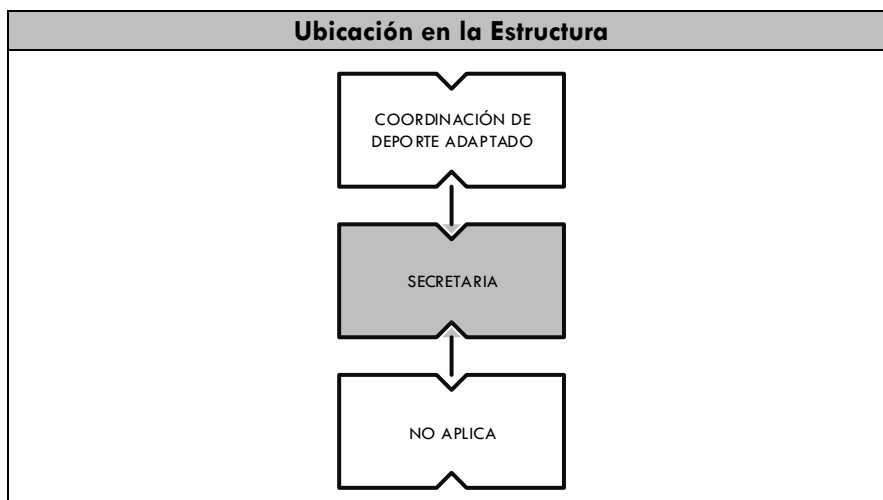 Ubicación en la Estructura
COORDINACIÓN DE
DEPORTE ADAPTADO
SECRETARIA
NO APLICA